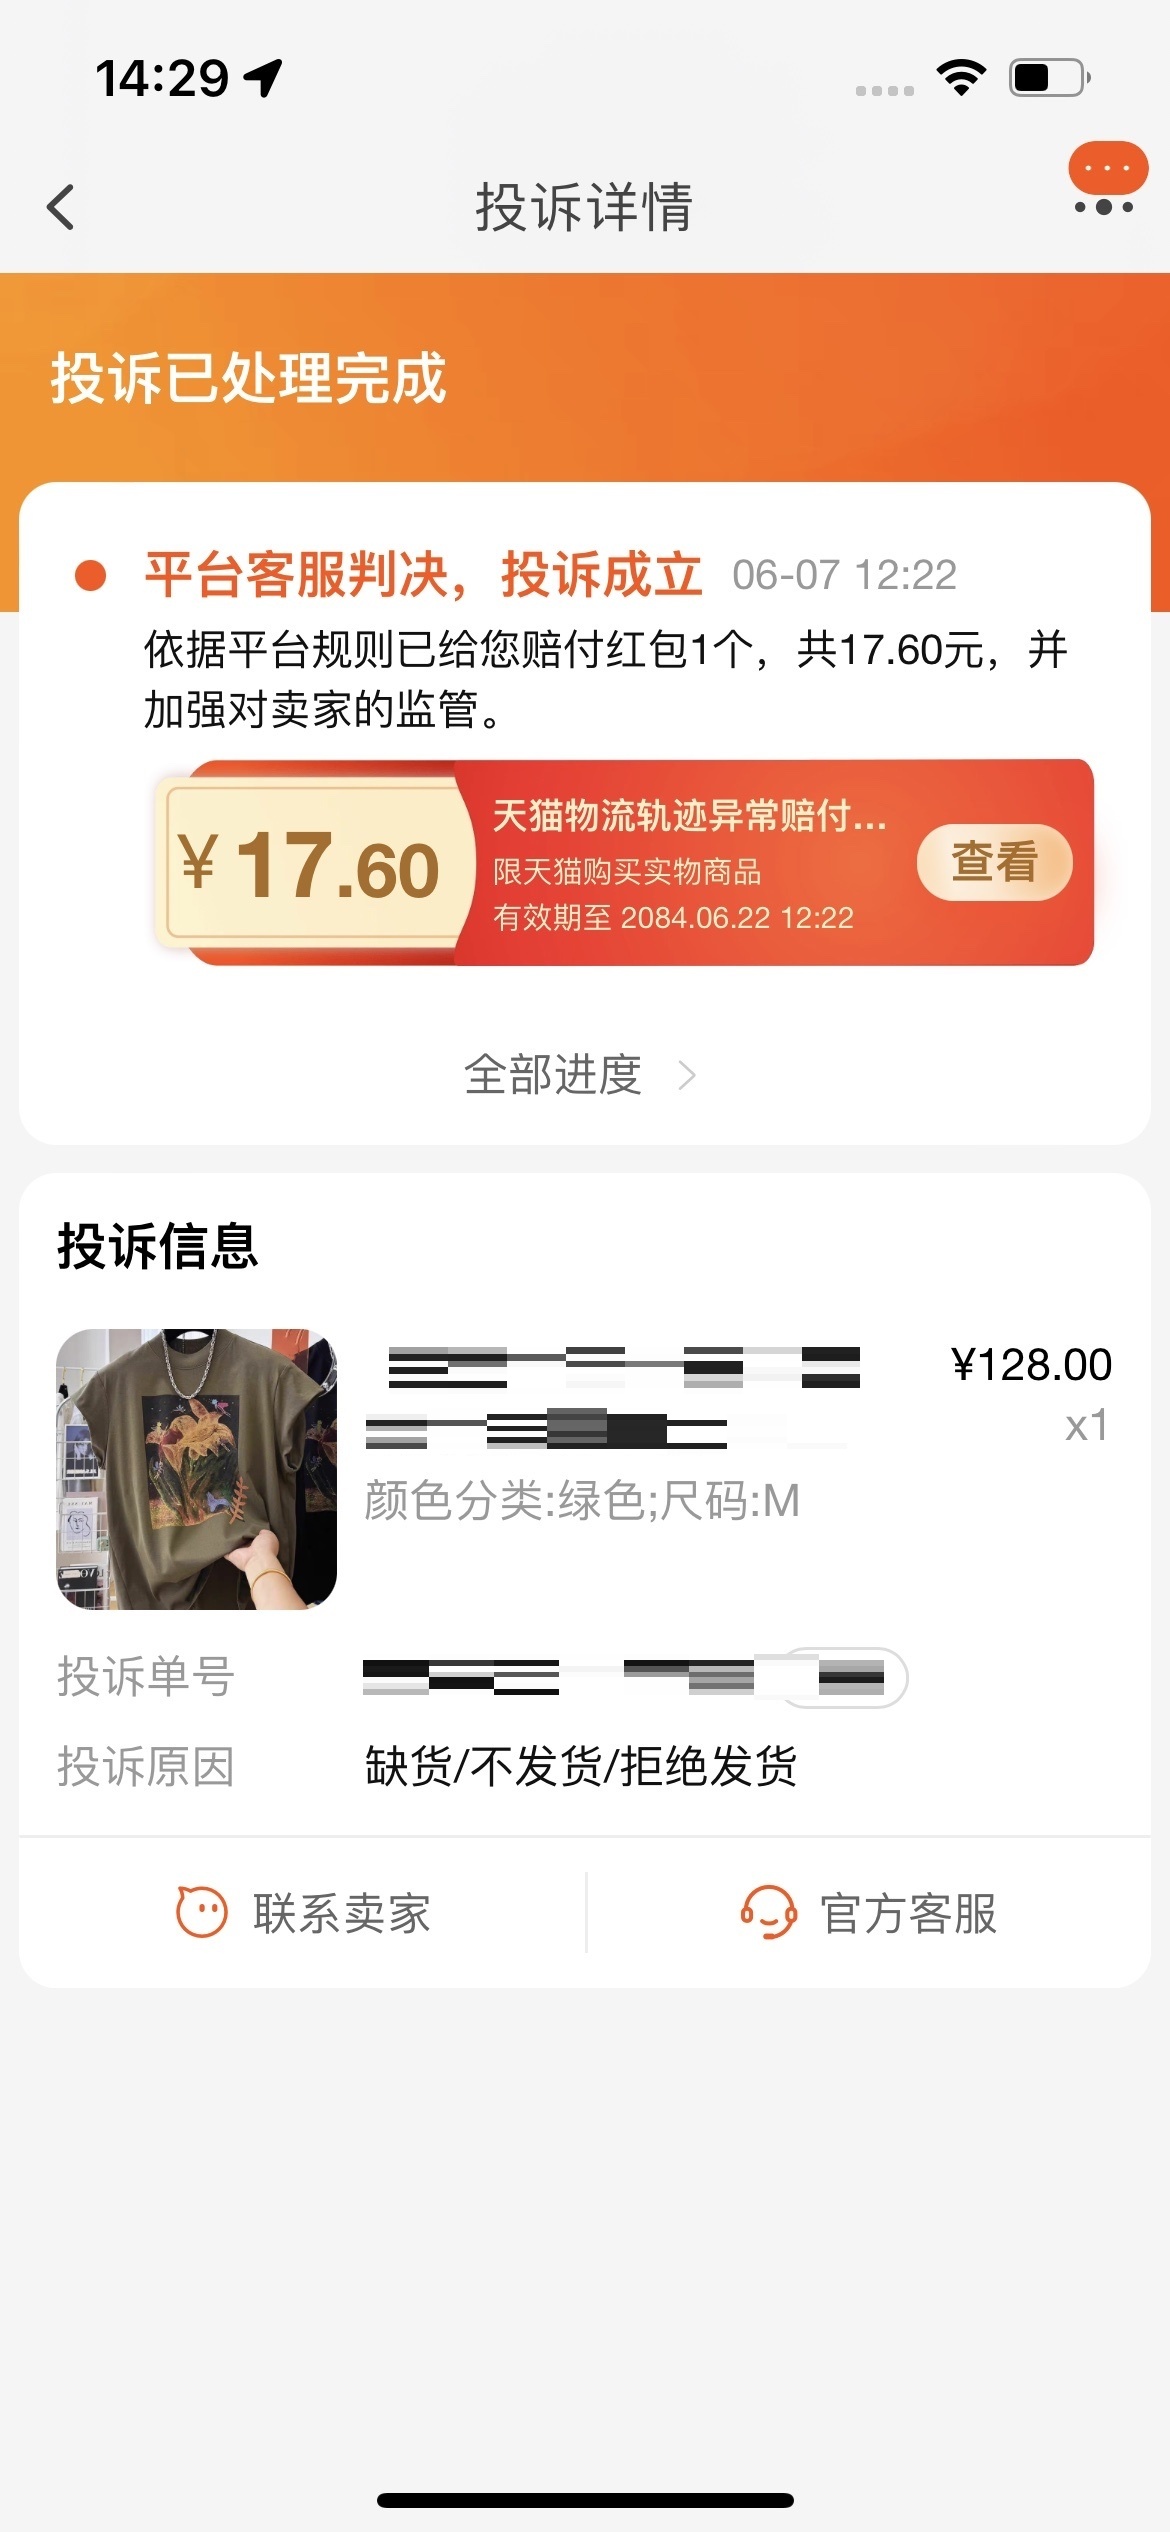 14:29
投诉详情
投诉已处理完成
平台客服判决，投诉成立 06-07 12:22
依据平台规则已给您赔付红包1个，共17.60元，并
加强对卖家的监管。
¥17.60
天猫物流轨迹异常赔付...
限天猫购买实物商品
有效期至 2084.06.22 12:22
查看
全部进度
投诉信息
¥128.00
x1
颜色分类:绿色;尺码:M
投诉单号
投诉原因 缺货/不发货/拒绝发货
联系卖家 官方客服